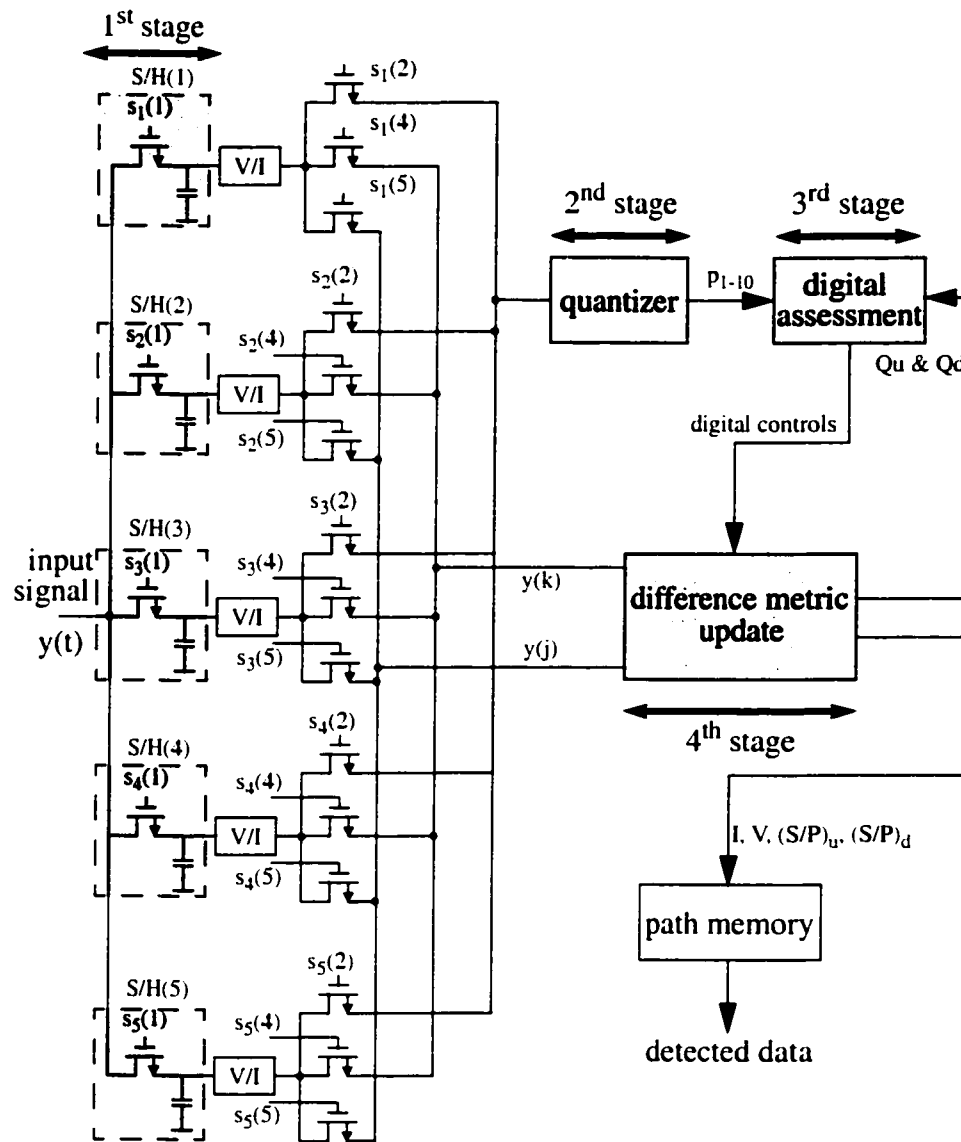 1st stage
S/H(1)
s1(1)
V/I
s1(2)
s1(4)
s1(5)
2nd stage
3rd stage
quantizer
p1-10
digital
assessment
Qu & Qd
digital controls
S/H(2)
s2(1)
V/I
s2(2)
s2(4)
s2(5)
input
signal
y(t)
S/H(3)
s3(1)
V/I
s3(2)
s3(4)
s3(5)
y(k)
y(j)
difference metric
update
4th stage
S/H(4)
s4(1)
V/I
s4(2)
s4(4)
s4(5)
I, V, (S/P)u, (S/P)d
path memory
detected data
S/H(5)
s5(1)
V/I
s5(2)
s5(4)
s5(5)